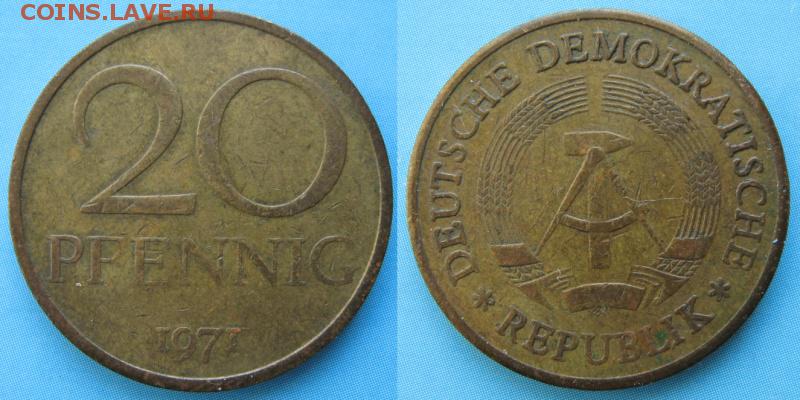 COINS.LAVE.RU
20
PFENNIG
1971
DEUTSCHE DEMOKRATISCHE
* REPUBLIK *